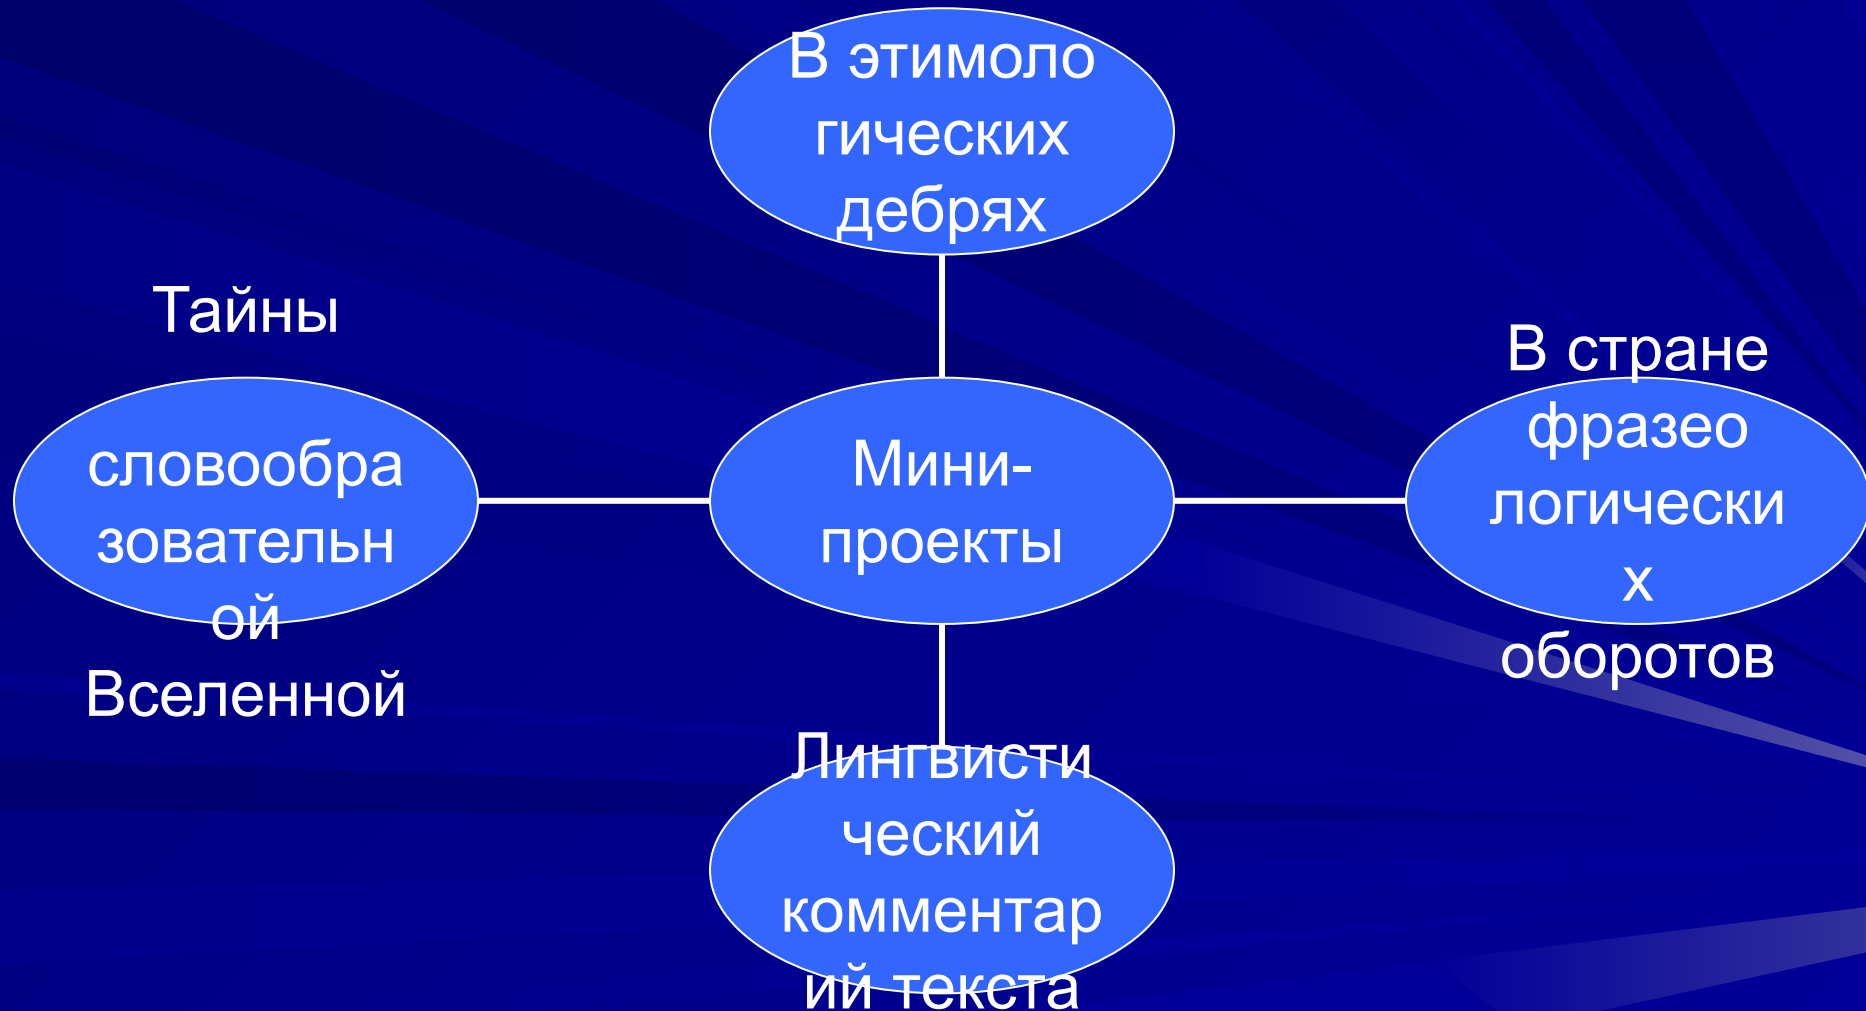 В этимоло
гических
дебрях
Тайны
словообра
зовательн
ой
Вселенной
Мини-
проекты
В стране
фразео
логически
х
оборотов
Лингвисти
ческий
комментар
ий текста